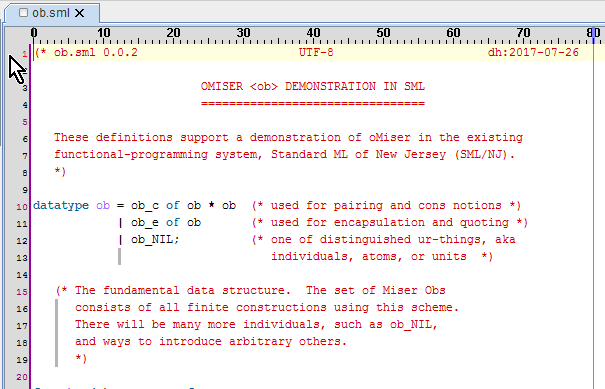 ob.sml
0 10 20 30 40 50 60 70 80
1 (* ob.sml 0.0.2 UTF-8 dh:2017-07-26
3 OMISER <ob> DEMONSTRATION IN SML
4 ================================
5
6 These definitions support a demonstration of oMiser in the existing
7 functional-programming system, Standard ML of New Jersey (SML/NJ).
8 *)
9
10 datatype ob = ob_c of ob * ob (* used for pairing and cons notions *)
11 | ob_e of ob (* used for encapsulation and quoting *)
12 | ob_NIL; (* one of distinguished ur-things, aka
13 individuals, atoms, or units *)
14
15 (* The fundamental data structure. The set of Miser Obs
16 consists of all finite constructions using this scheme.
17 There will be many more individuals, such as ob_NIL,
18 and ways to introduce arbitrary others.
19 *)
20